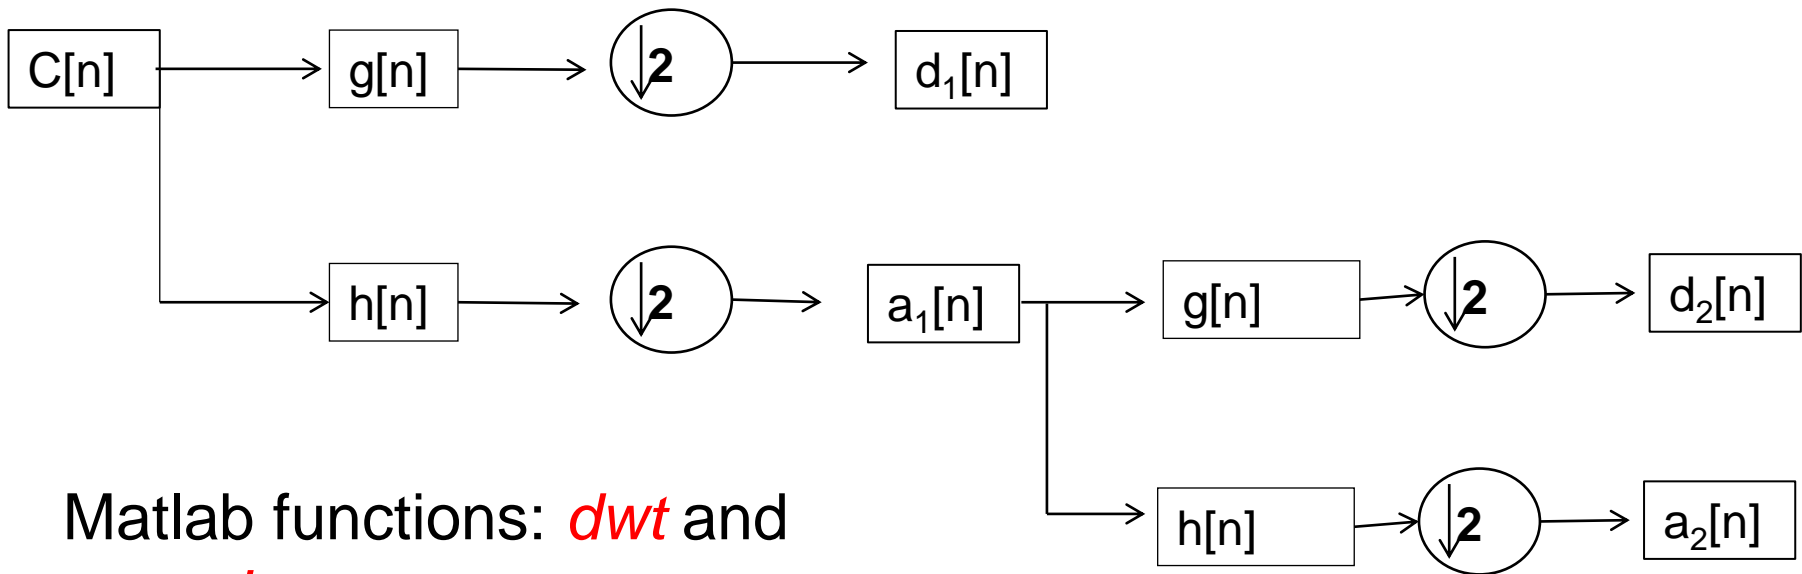 C[n] g[n] 2 d₁[n]
h[n] 2 a₁[n] g[n] 2 d₂[n]
h[n] 2 a₂[n]
Matlab functions: dwt and